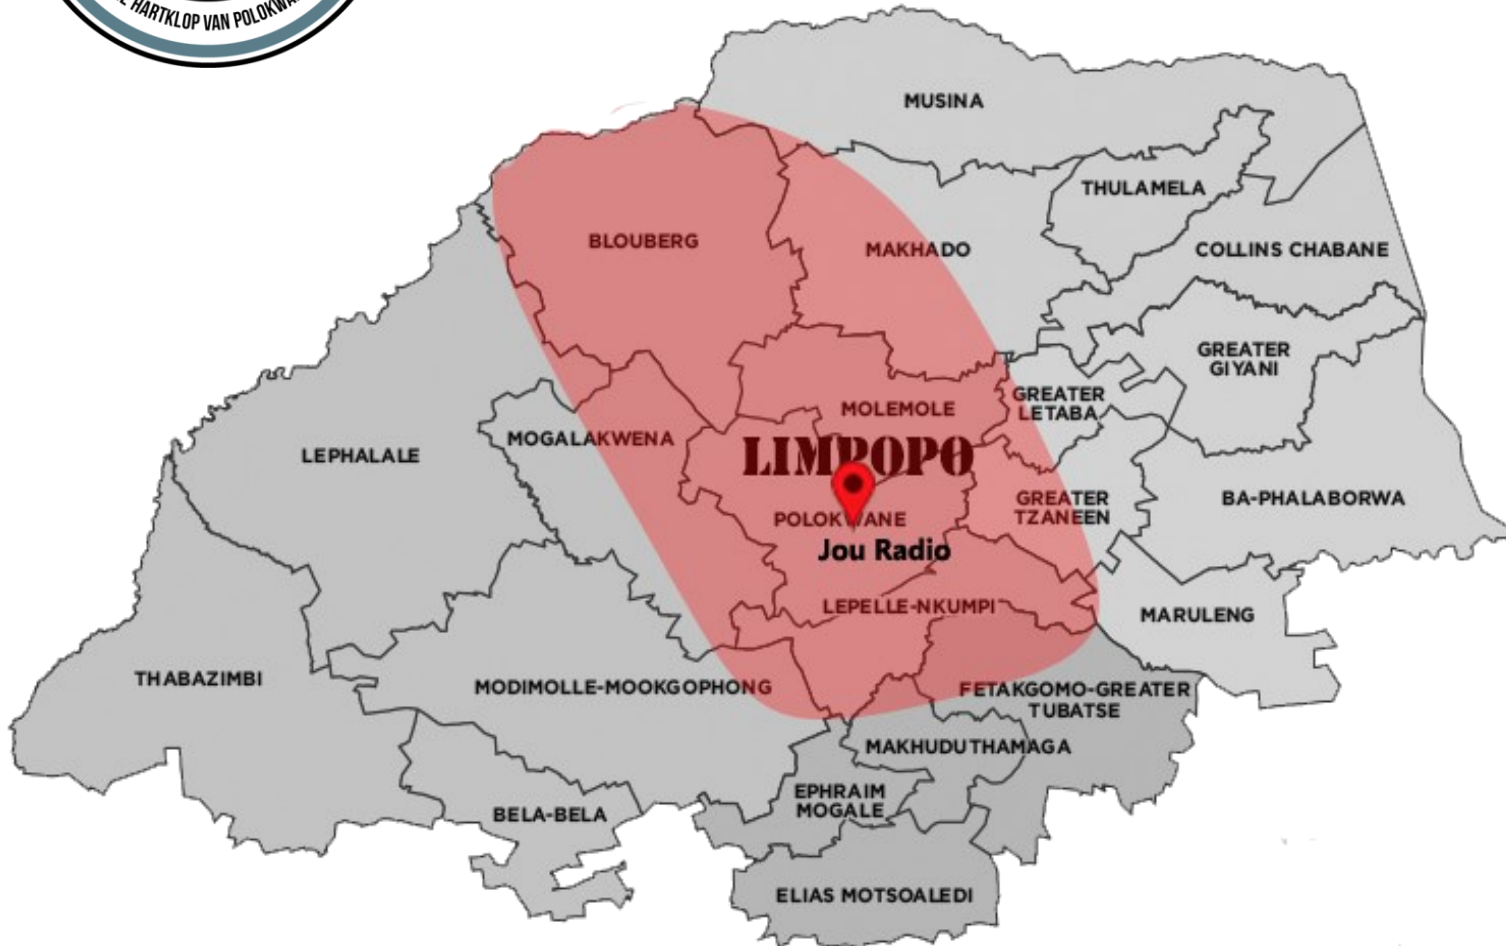 HARTKLOP VAN
MUSINA
THULAMELA
BLOUBERG
MAKHADO
COLLINS CHABANE
GREATER
GIYANI
GREATER
LETABA
MOLEMOLE
MOGALAKWENA
LEPHALALE
LIMPOPO
GREATER
TZANEEN
BA-PHALABORWA
POLOKWANE
Jou Radio
LEPELLE-NKUMPI
MARULENG
THABAZIMBI
MODIMOLLE-MOOKGOPHONG
FETAKGOMO-GREATER
TUBATSE
MAKHUDUTHAMAGA
EPHRAIM
MOGALE
BELA-BELA
ELIAS MOTSOALEDI